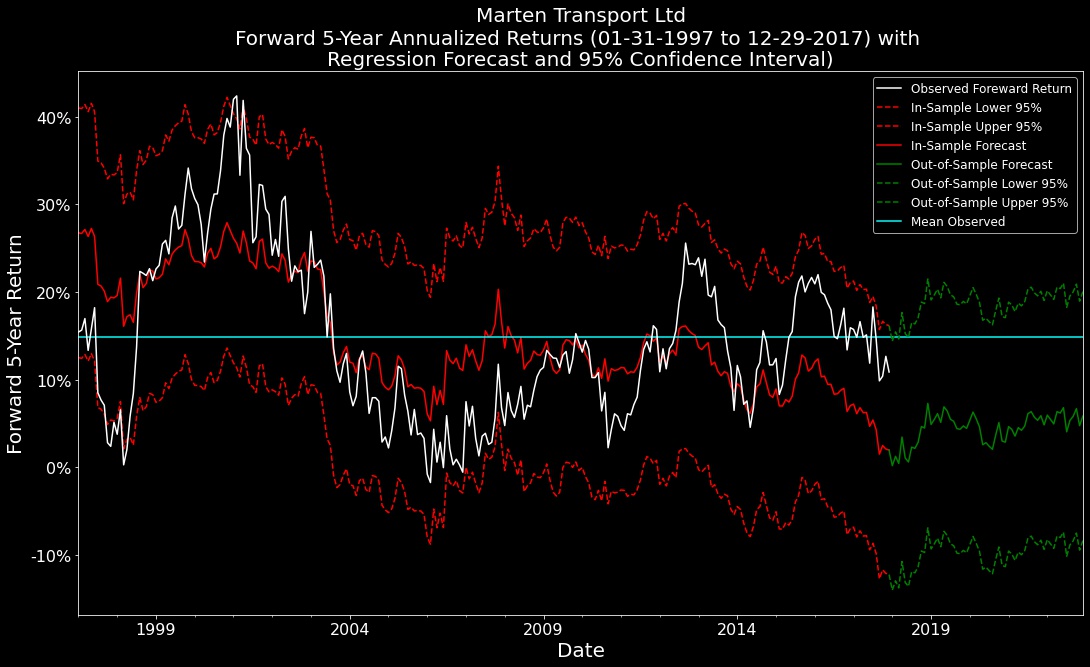 Marten Transport Ltd
Forward 5-Year Annualized Returns (01-31-1997 to 12-29-2017) with
Regression Forecast and 95% Confidence Interval)
Forward 5-Year Return
40%
30%
20%
10%
0%
-10%
Observed Foreward Return
In-Sample Lower 95%
In-Sample Upper 95%
In-Sample Forecast
Out-of-Sample Forecast
Out-of-Sample Lower 95%
Out-of-Sample Upper 95%
Mean Observed
1999
2004
2009
2014
2019
Date